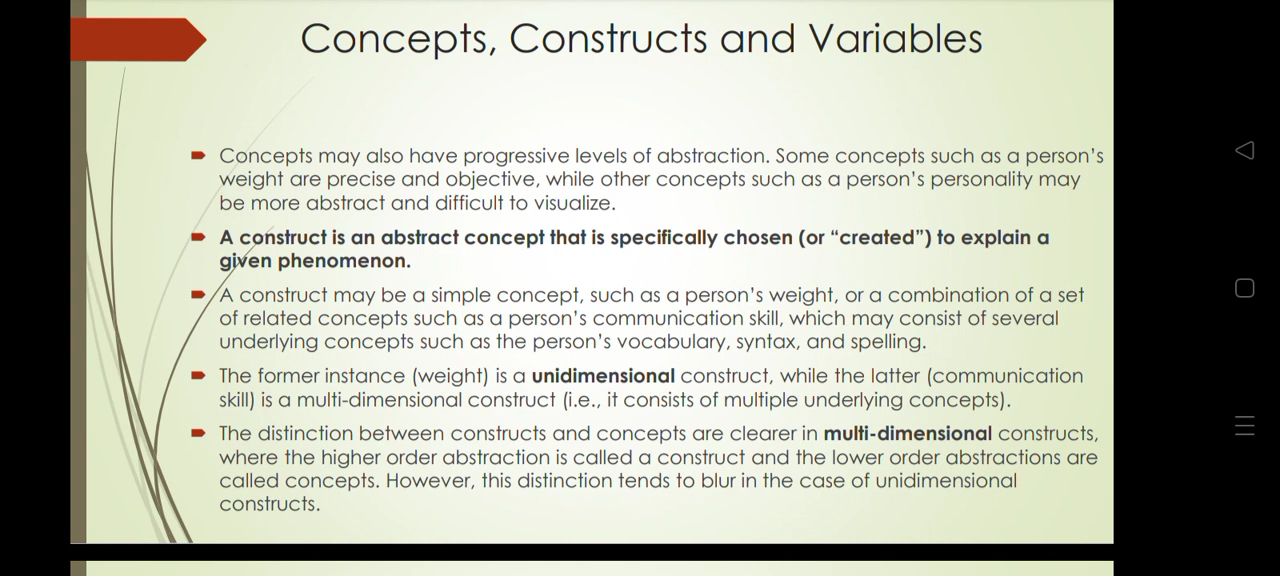 Concepts, Constructs and Variables
Concepts may also have progressive levels of abstraction. Some concepts such as a person's
weight are precise and objective, while other concepts such as a person's personality may
be more abstract and difficult to visualize.
A construct is an abstract concept that is specifically chosen (or “created”) to explain a
given phenomenon.
A construct may be a simple concept, such as a person's weight, or a combination of a set
of related concepts such as a person's communication skill, which may consist of several
underlying concepts such as the person's vocabulary, syntax, and spelling.
The former instance (weight) is a unidimensional construct, while the latter (communication
skill) is a multi-dimensional construct (i.e., it consists of multiple underlying concepts).
The distinction between constructs and concepts are clearer in multi-dimensional constructs,
where the higher order abstraction is called a construct and the lower order abstractions are
called concepts. However, this distinction tends to blur in the case of unidimensional
constructs.